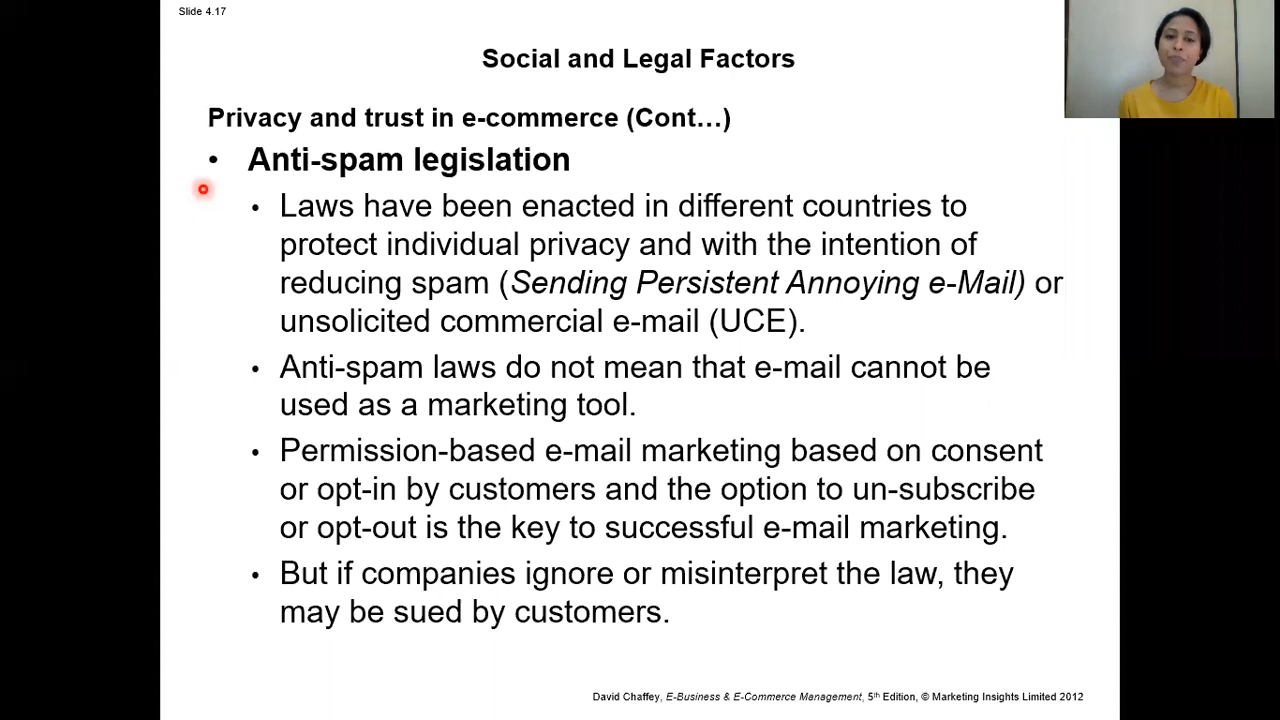 Slide 4.17
Social and Legal Factors
Privacy and trust in e-commerce (Cont…)
• Anti-spam legislation
• Laws have been enacted in different countries to
protect individual privacy and with the intention of
reducing spam (Sending Persistent Annoying e-Mail) or
unsolicited commercial e-mail (UCE).
• Anti-spam laws do not mean that e-mail cannot be
used as a marketing tool.
• Permission-based e-mail marketing based on consent
or opt-in by customers and the option to un-subscribe
or opt-out is the key to successful e-mail marketing.
• But if companies ignore or misinterpret the law, they
may be sued by customers.
David Chaffey, E-Business & E-Commerce Management, 5th Edition, © Marketing Insights Limited 2012